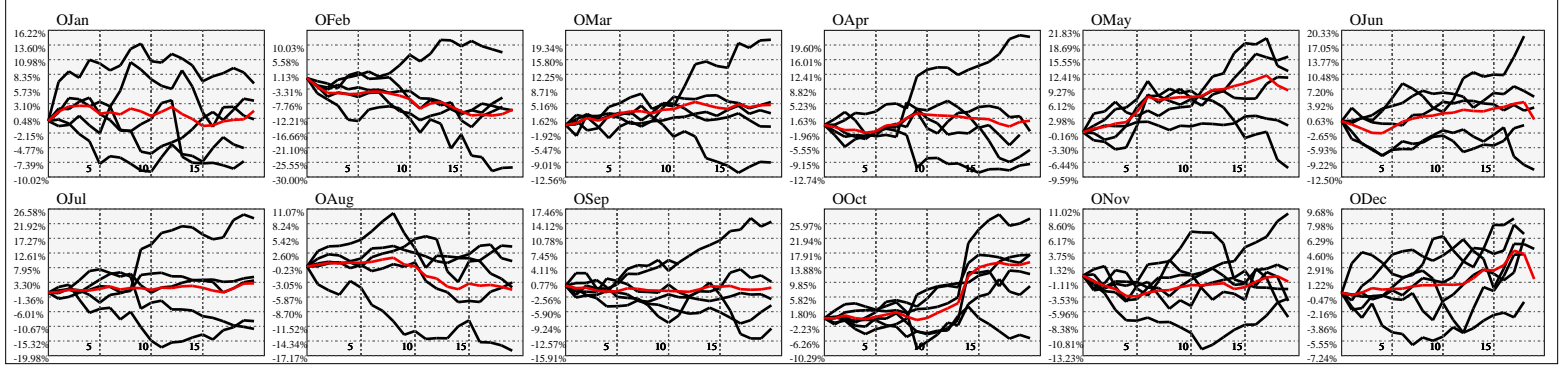 OJan OFeb OMar OApr OMay OJun
16.22% 10.03% 19.34% 19.60% 21.83% 20.33%
13.60% 5.58% 15.80% 16.01% 18.69% 17.05%
10.98% 1.13% 12.25% 12.41% 15.55% 13.77%
8.35% -3.31% 8.71% 8.82% 12.41% 10.48%
5.73% -7.76% 5.16% 5.23% 9.27% 7.20%
3.10% -12.21% 1.62% 1.63% 6.12% 3.92%
0.48% -16.66% -1.92% -1.96% 2.98% 0.63%
-2.15% -21.10% -5.47% -5.55% -0.16% -2.65%
-4.77% -25.55% -9.01% -9.15% -3.30% -5.93%
-7.39% -30.00% -12.56% -12.74% -6.44% -9.22%
-10.02% -9.59% -12.50%
5 10 15 5 10 15 5 10 15 5 10 15 5 10 15 5 10 15
OJul OAug OSep OOct ONov ODec
26.58% 11.07% 17.46% 25.97% 11.02% 9.68%
21.92% 8.24% 14.12% 21.94% 8.60% 7.98%
17.27% 5.42% 10.78% 17.91% 6.17% 6.29%
12.61% 2.60% 7.45% 13.88% 3.75% 4.60%
7.95% -0.23% 4.11% 9.85% 1.32% 2.91%
3.30% -3.05% 0.77% 5.82% -1.11% 1.22%
-1.36% -5.87% -2.56% 1.80% -3.53% -0.47%
-6.01% -8.70% -5.90% -2.23% -5.96% -2.16%
-10.67% -11.52% -9.24% -6.26% -8.38% -3.86%
-15.32% -14.34% -12.57% -10.29% -10.81% -5.55%
-19.98% -17.17% -15.91% -13.23% -7.24%
5 10 15 5 10 15 5 10 15 5 10 15 5 10 15 5 10 15